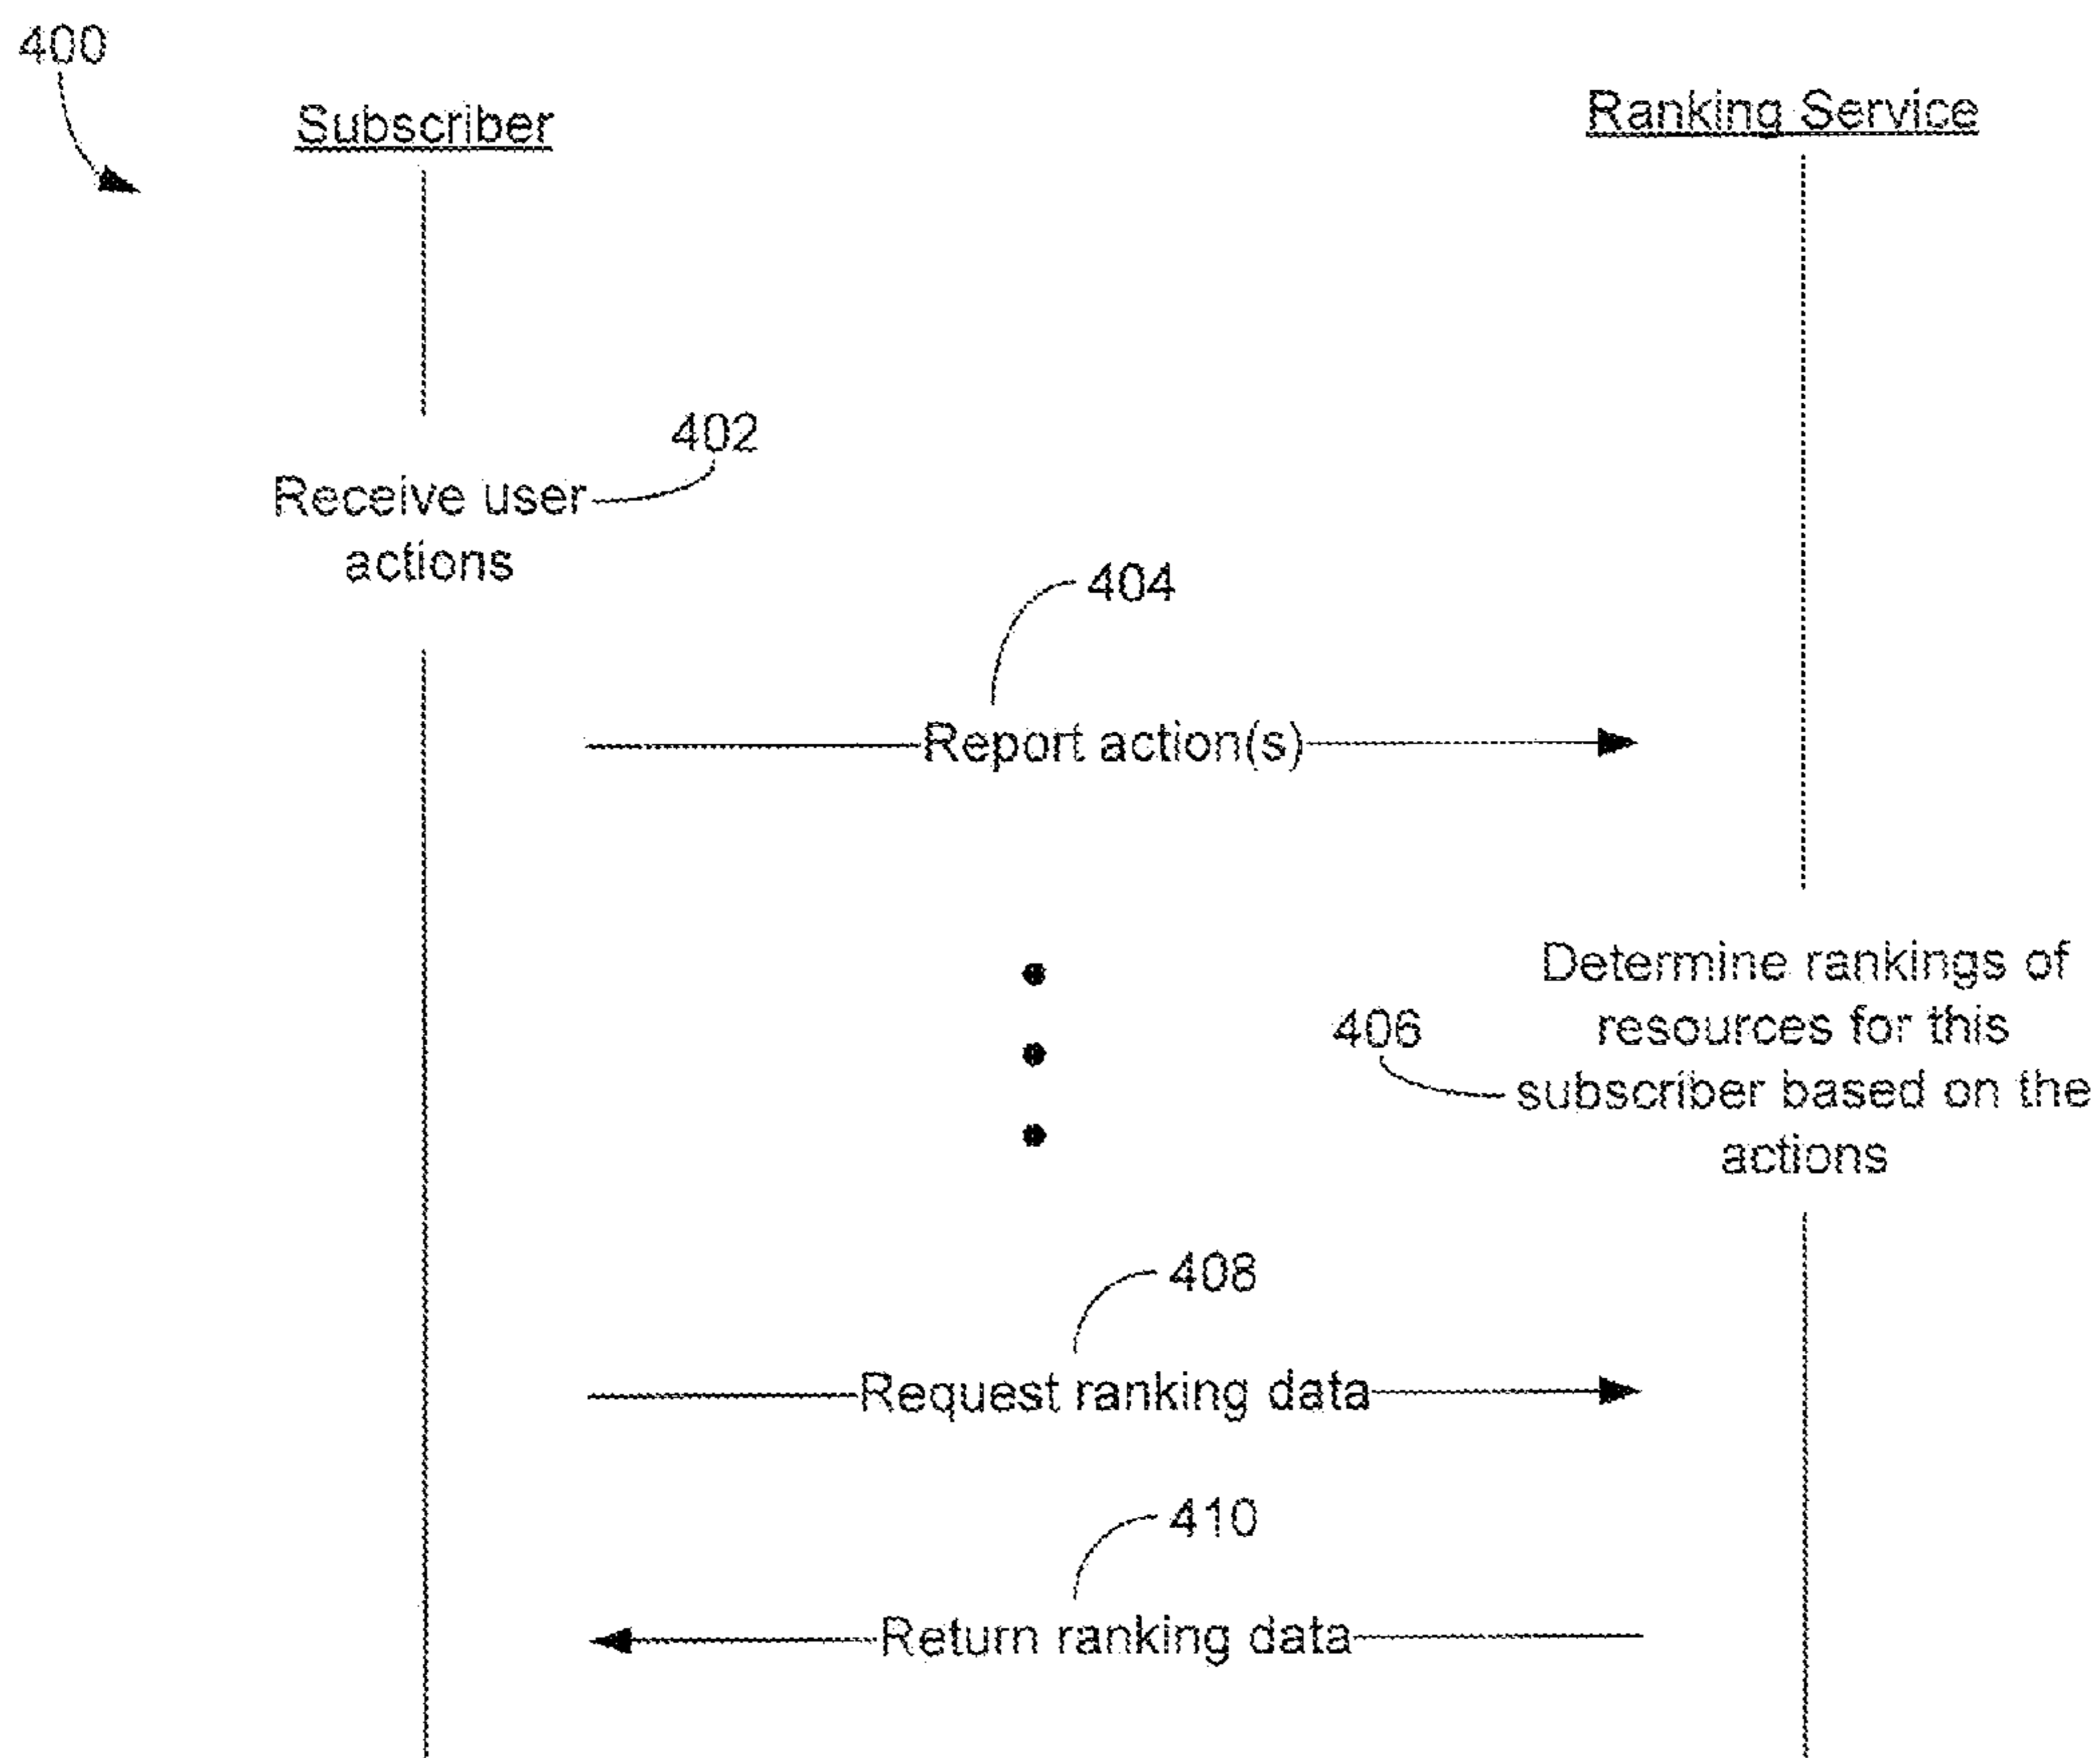 400
Subscriber
Ranking Service
402
Receive user
actions
404
Report action(s)
Determine rankings of
resources for this
406
subscriber based on the
actions
408
Request ranking data
410
Return ranking data